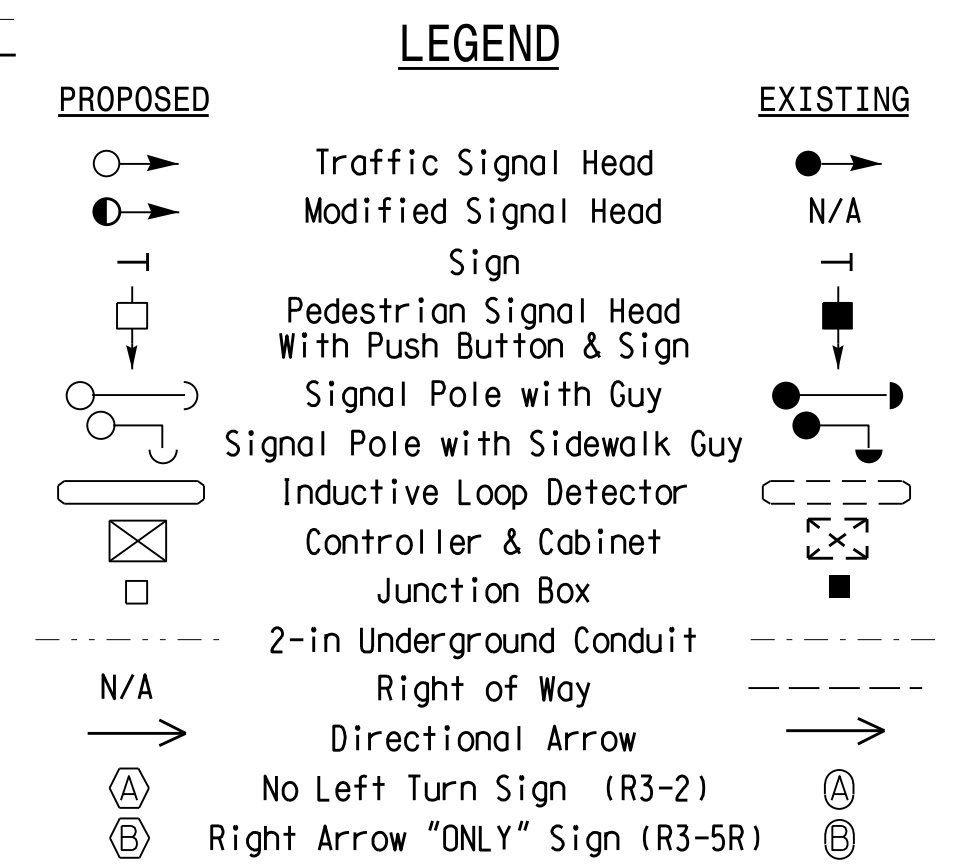 LEGEND
PROPOSED EXISTING
Traffic Signal Head
Modified Signal Head N/A
Sign
Pedestrian Signal Head
With Push Button & Sign
Signal Pole with Guy
Signal Pole with Sidewalk Guy
Inductive Loop Detector
Controller & Cabinet
Junction Box
2-in Underground Conduit
N/A Right of Way
Directional Arrow
A No Left Turn Sign (R3-2) A
B Right Arrow "ONLY" Sign (R3-5R) B